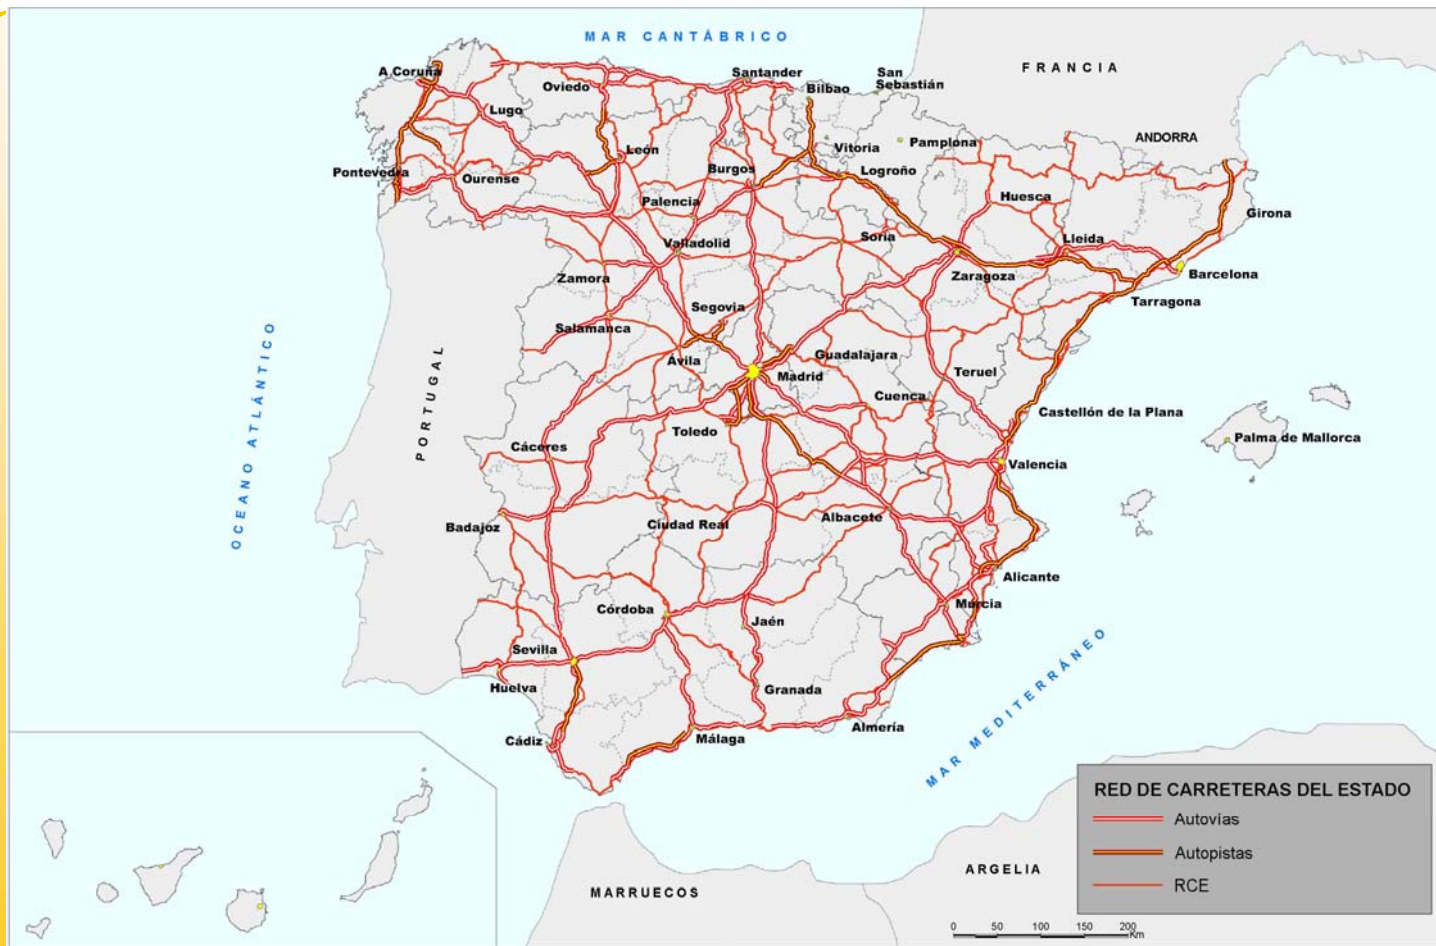 MAR CANTÁBRICO
FRANCIA
A Coruña
Santander
San
Sebastián
Oviedo
Bilbao
Lugo
ANDORRA
Vitoria
Pamplona
León
Pontevedra
Ourense
Burgos
Logroño
Huesca
Palencia
Girona
Valladolid
Soria
Lleida
Zamora
Zaragoza
Barcelona
Segovia
Tarragona
Salamanca
Ávila
Guadalajara
Madrid
Teruel
Cuenca
Castellón de la Plana
Toledo
Palma de Mallorca
Cáceres
Valencia
OCEANO ATLÁNTICO
PORTUGAL
Badajoz
Ciudad Real
Albacete
Alicante
Córdoba
Murcia
Jaén
Sevilla
Huelva
Granada
Cádiz
Málaga
Almería
MAR MEDITERRÁNEO
RED DE CARRETERAS DEL ESTADO
Autovías
Autopistas
RCE
MARRUECOS
ARGELIA
0 50 100 150 200
Km